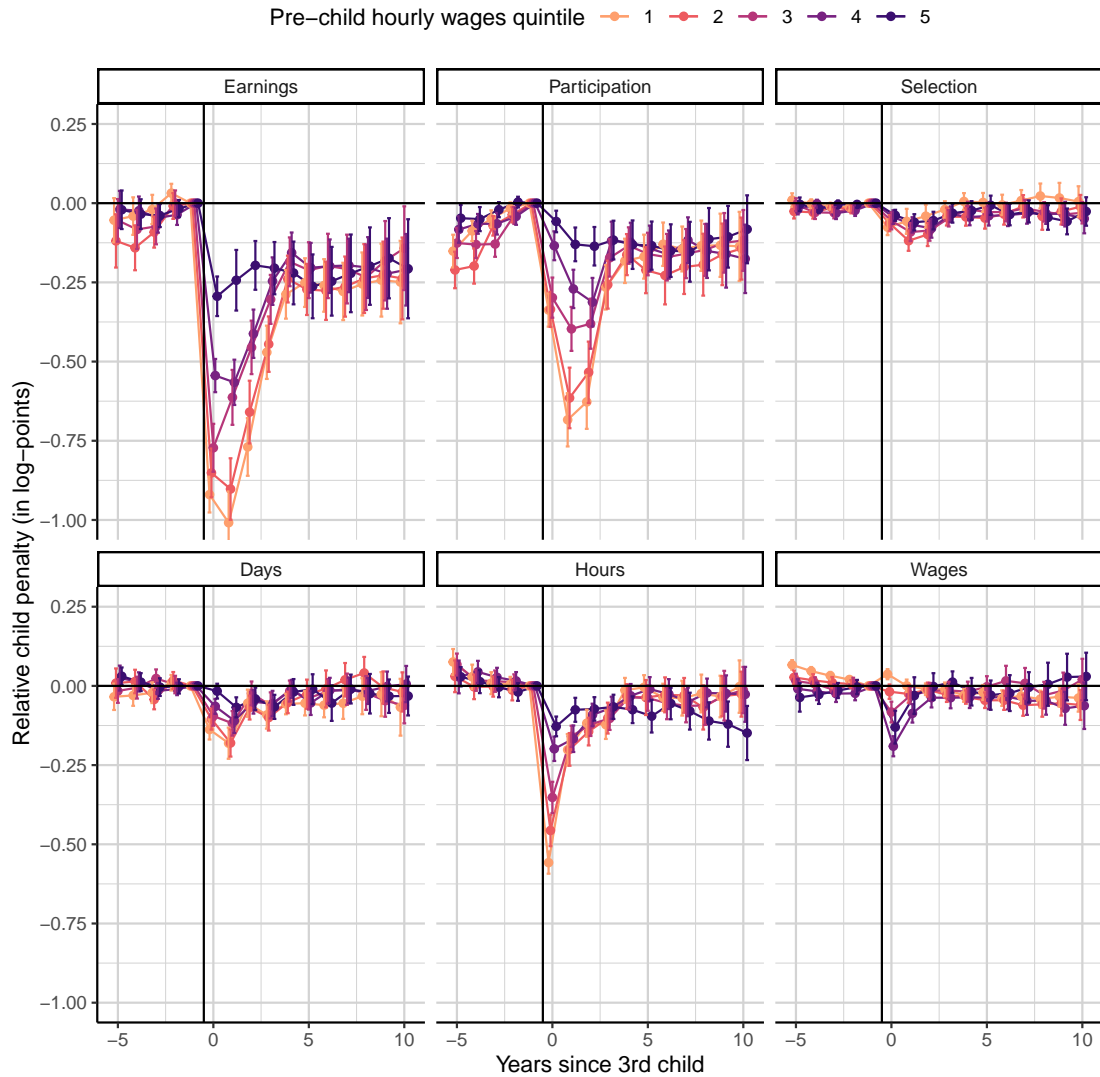 Pre−child hourly wages quintile 1 2 3 4 5
Earnings Participation Selection
0.25
0.00
−0.25
−0.50
−0.75
−1.00
Days Hours Wages
0.25
0.00
−0.25
−0.50
−0.75
−1.00
−5 0 5 10 −5 0 5 10 −5 0 5 10
Years since 3rd child
Relative child penalty (in log−points)